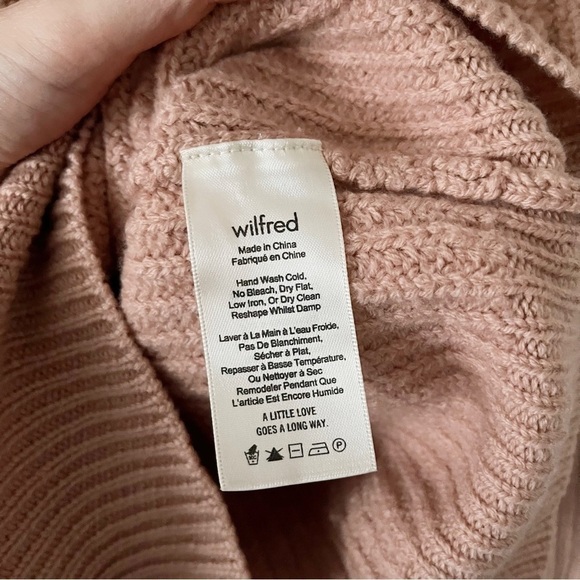 wilfred
Made in China
Fabriqué en Chine
Hand Wash Cold,
No Bleach, Dry Flat,
Low Iron, Or Dry Clean
Reshape Whilst Damp
Laver à La Main à L'eau Froide,
Pas De Blanchiment,
Sécher à Plat,
Repasser à Basse Température,
Ou Nettoyer à Sec
Remodeler Pendant Que
L'article Est Encore Humide
A LITTLE LOVE
GOES A LONG WAY.
P